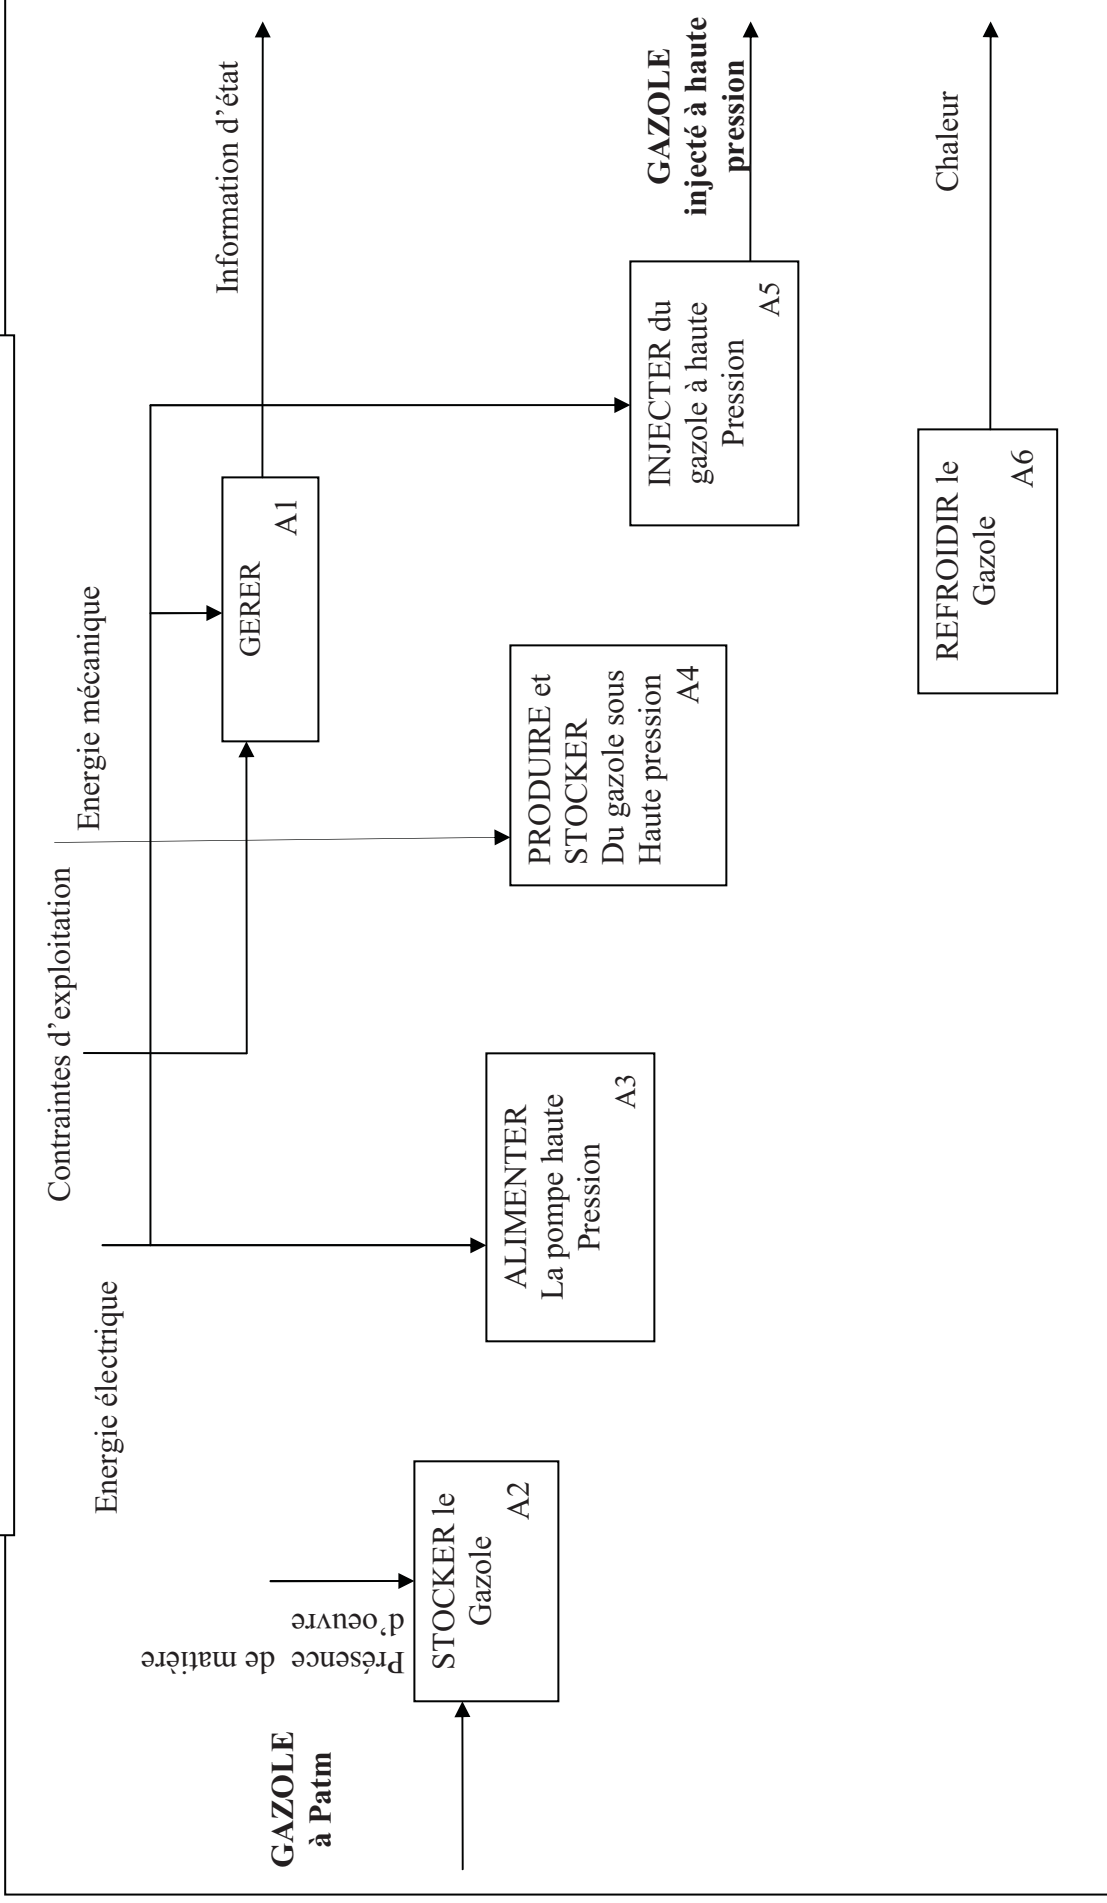 Contraintes d'exploitation
Energie mécanique
Energie électrique
Information d'état
GERER
A1
Présence de matière
d'oeuvre
GAZOLE
à Patm
STOCKER le
Gazole
A2
ALIMENTER
La pompe haute
Pression
A3
PRODUIRE et
STOCKER
Du gazole sous
Haute pression
A4
INJECTER du
gazole à haute
Pression
A5
GAZOLE
injecté à haute
pression
REFROIDIR le
Gazole
A6
Chaleur